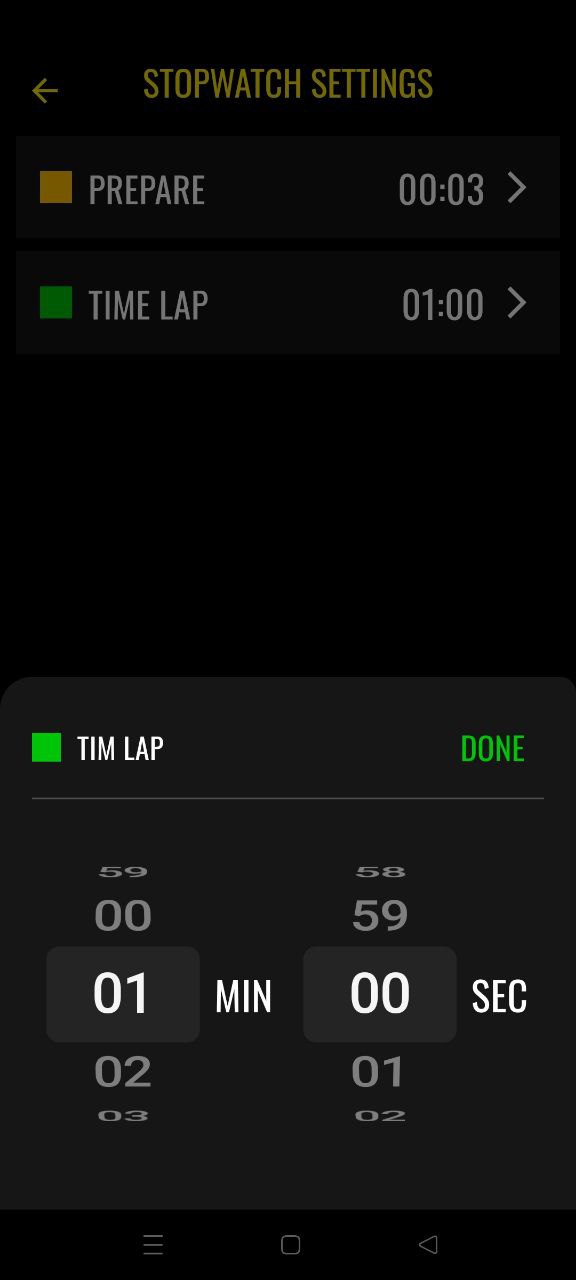 STOPWATCH SETTINGS
PREPARE 00:03
TIME LAP 01:00
TIM LAP DONE
59 58
00 59
01 MIN 00 SEC
02 01
03 02